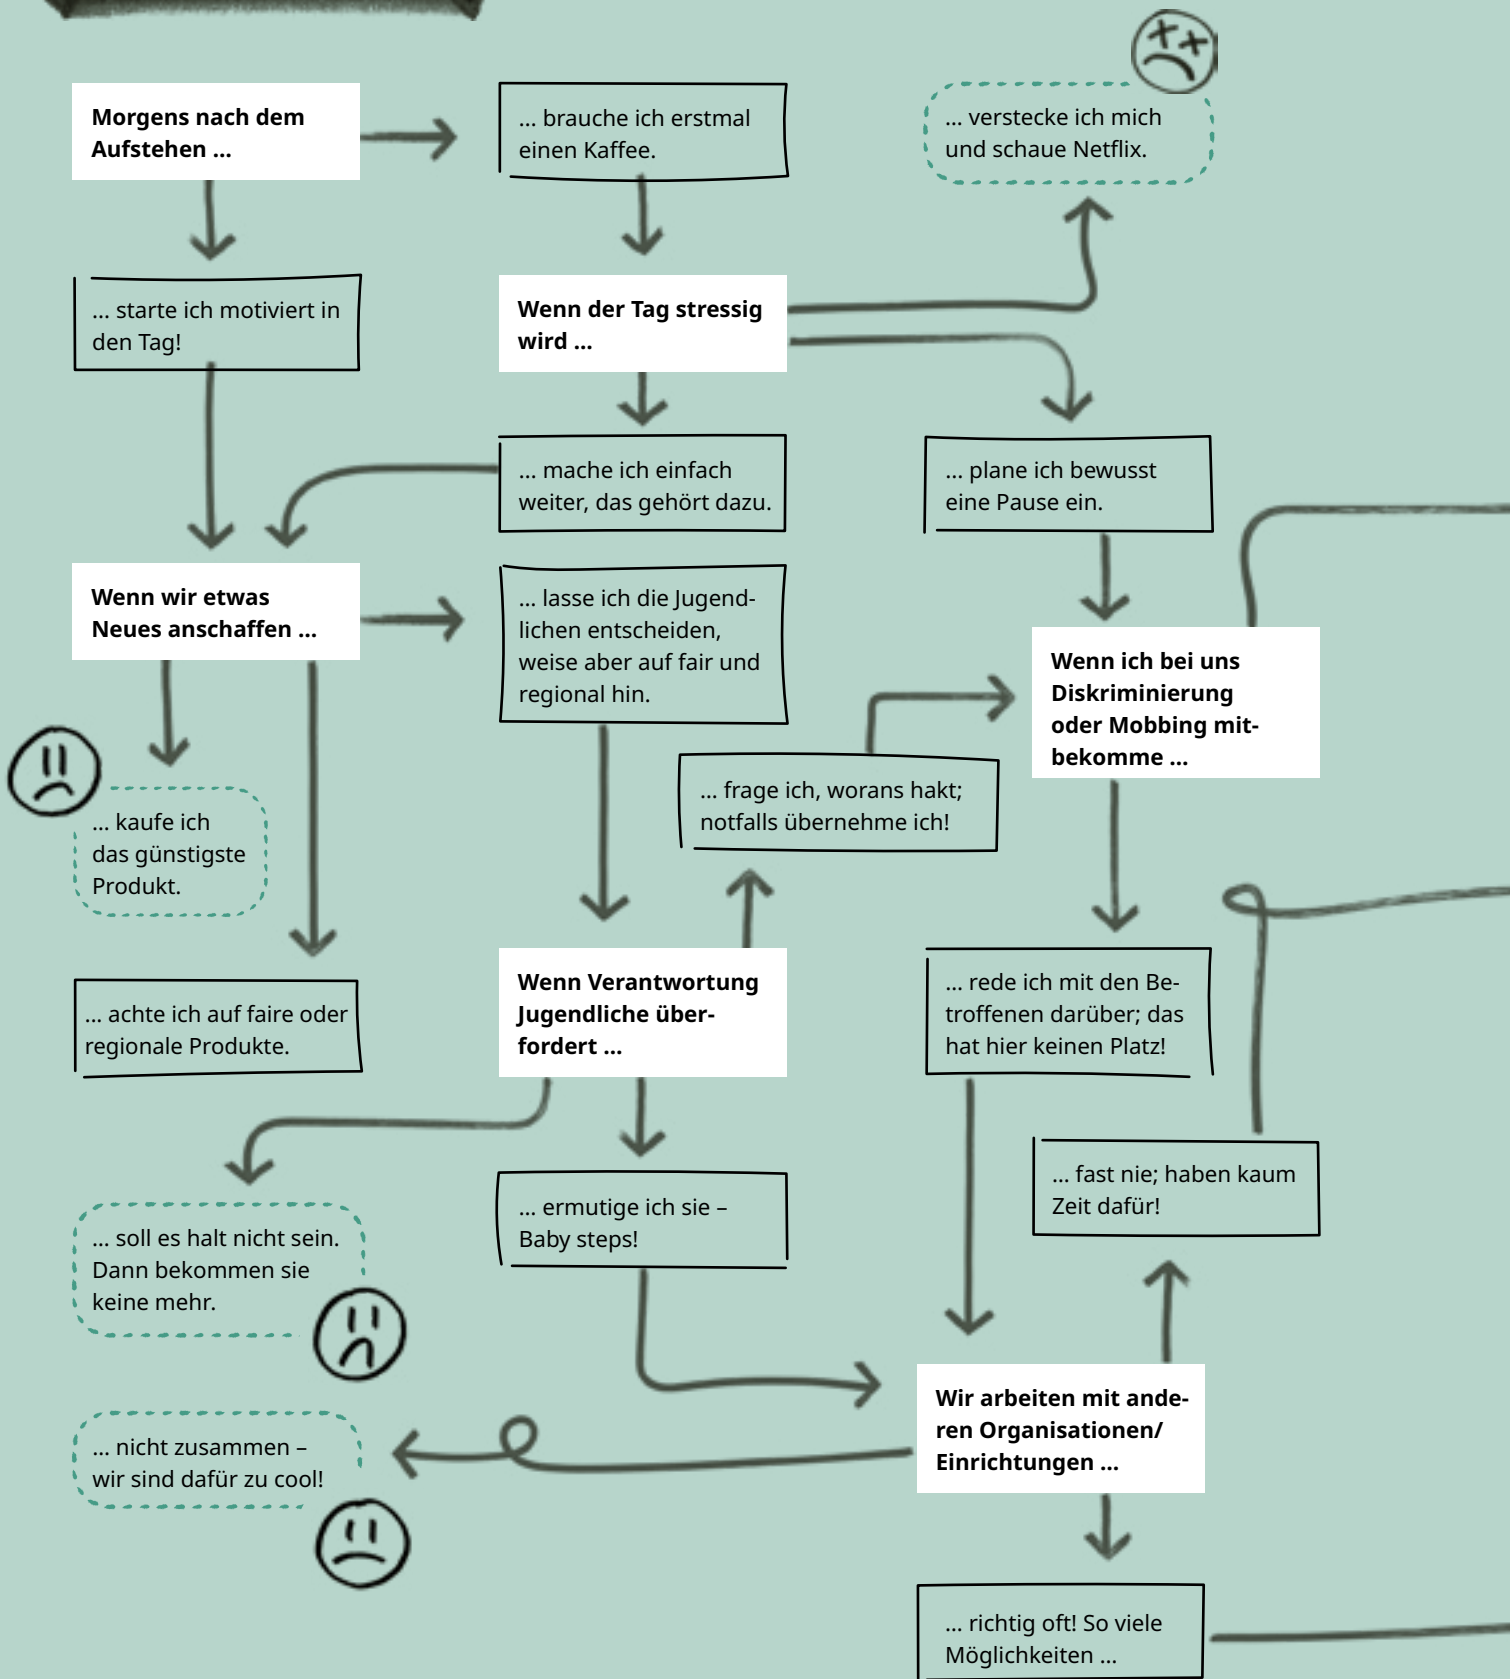 Morgens nach dem
Aufstehen ...
... brauche ich erstmal
einen Kaffee.
... verstecke ich mich
und schaue Netflix.
... starte ich motiviert in
den Tag!
Wenn der Tag stressig
wird ...
... mache ich einfach
weiter, das gehört dazu.
... plane ich bewusst
eine Pause ein.
Wenn wir etwas
Neues anschaffen ...
... lasse ich die Jugend-
lichen entscheiden,
weise aber auf fair und
regional hin.
Wenn ich bei uns
Diskriminierung
oder Mobbing mit-
bekomme ...
... frage ich, worans hakt;
notfalls übernehme ich!
... kaufe ich
das günstigste
Produkt.
... achte ich auf faire oder
regionale Produkte.
Wenn Verantwortung
Jugendliche über-
fordert ...
... rede ich mit den Be-
troffenen darüber; das
hat hier keinen Platz!
... fast nie; haben kaum
Zeit dafür!
... soll es halt nicht sein.
Dann bekommen sie
keine mehr.
... ermutige ich sie –
Baby steps!
... nicht zusammen –
wir sind dafür zu cool!
Wir arbeiten mit ande-
ren Organisationen/
Einrichtungen ...
... richtig oft! So viele
Möglichkeiten ...